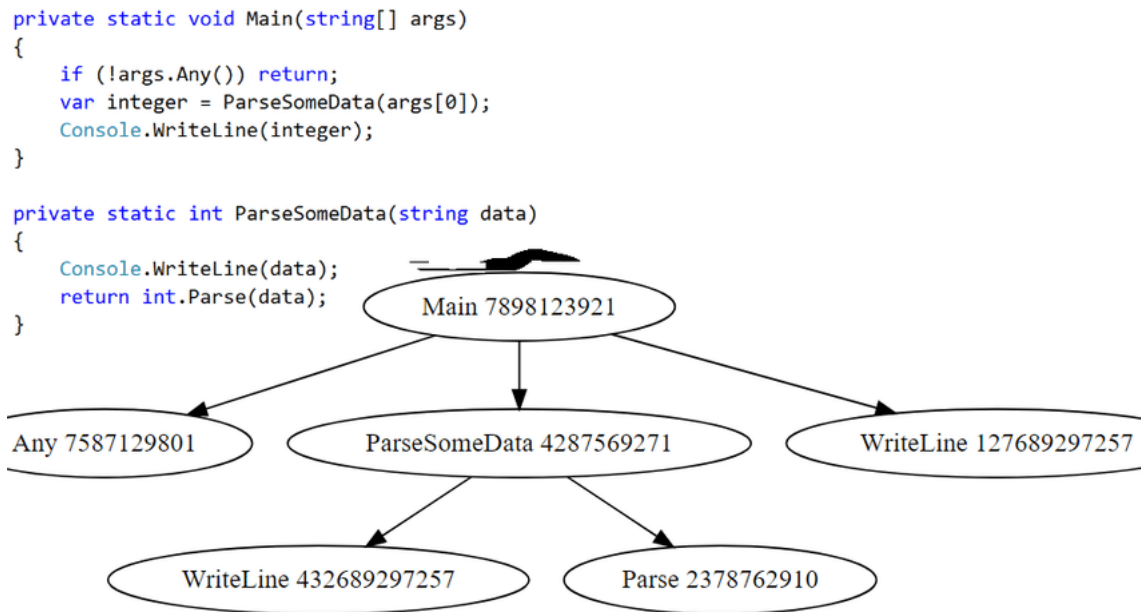 private static void Main(string[] args)
{
if (!args.Any()) return;
var integer = ParseSomeData(args[0]);
Console.WriteLine(integer);
}
private static int ParseSomeData(string data)
{
Console.WriteLine(data);
return int.Parse(data);
}
Main 7898123921
Any 7587129801
ParseSomeData 4287569271
WriteLine 127689297257
WriteLine 432689297257
Parse 2378762910